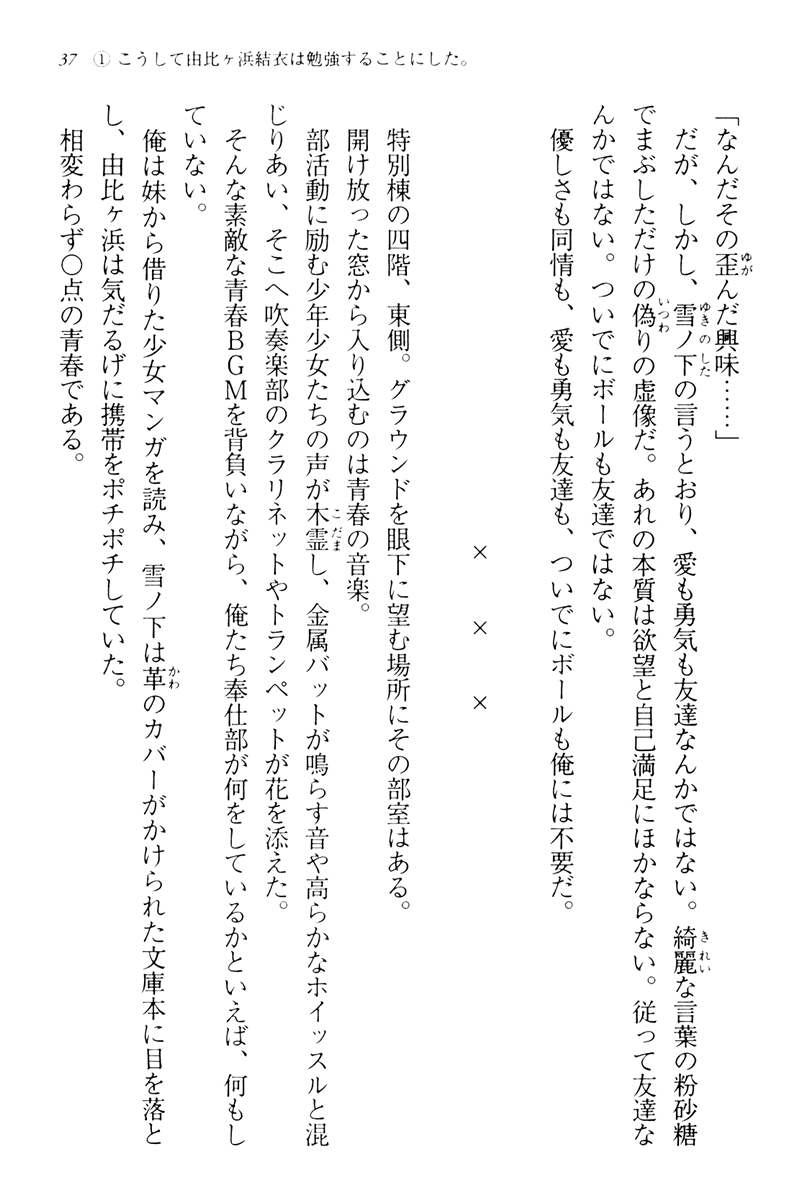 37 ① こうして由比ヶ浜結衣は勉強することにした。
「なんだその歪んだ興味……」
だが、しかし、雪ノ下の言うとおり、愛も勇気も友達なんかではない。綺麗な言葉の粉砂糖
でまぶしただけの偽りの虚像だ。あれの本質は欲望と自己満足にほかならない。従って友達な
んかではない。ついでにボールも友達ではない。
優しさも同情も、愛も勇気も友達も、ついでにボールも俺には不要だ。
× × ×
特別棟の四階、東側。グラウンドを眼下に望む場所にその部室はある。
開け放った窓から入り込むのは青春の音楽。
部活動に励む少年少女たちの声が木霊し、金属バットが鳴らす音や高らかなホイッスルと混
じりあい、そこへ吹奏楽部のクラリネットやトランペットが花を添えた。
そんな素敵な青春BGMを背負いながら、俺たち奉仕部が何をしているかといえば、何もし
ていない。
俺は妹から借りた少女マンガを読み、雪ノ下は革のカバーがかけられた文庫本に目を落と
し、由比ヶ浜は気だるげに携帯をポチポチしていた。
相変わらず〇点の青春である。